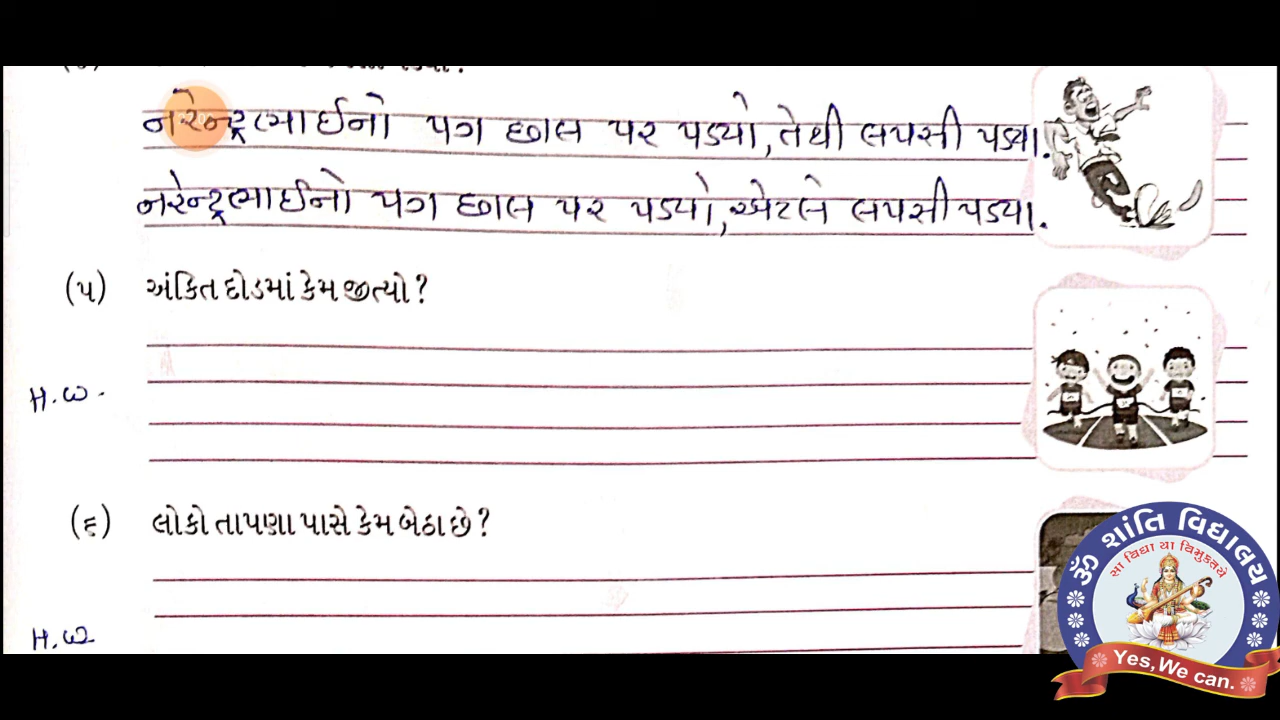 નરેન્દ્રભાઈનો પગ છાલ પર પડ્યો, તેથી લપસી પડ્યા.
નરેન્દ્રભાઈનો પગ છાલ પર પડ્યો, એટલે લપસી પડ્યા.
(૫) અંકિત દોડમાં કેમ જીત્યો?
H.W.
(૬) લોકો તાપણા પાસે કેમ બેઠા છે?
H.W
ૐ શાંતિ વિદ્યાલય
સા વિદ્યા યા વિમુક્તયે
Yes, We can.